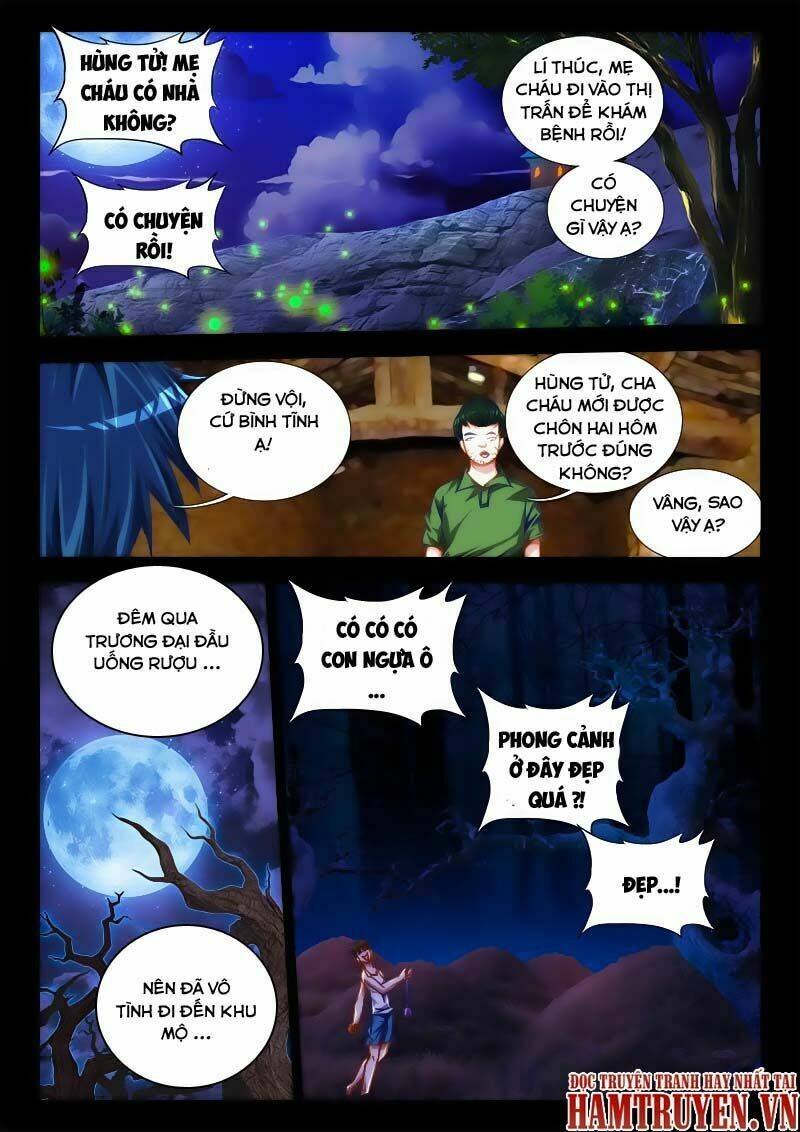 HÙNG TỬ! MẸ
CHÁU CÓ NHÀ
KHÔNG?
LÍ THÚC, MẸ
CHÁU ĐI VÀO THỊ
TRẤN ĐỂ KHÁM
BỆNH RỒI!
CÓ
CHUYỆN
GÌ VẬY Ạ?
CÓ CHUYỆN
RỒI!
ĐỪNG VỘI,
CỨ BÌNH TĨNH
Ạ!
HÙNG TỬ, CHA
CHÁU MỚI ĐƯỢC
CHÔN HAI HÔM
TRƯỚC ĐÚNG
KHÔNG?
VÂNG, SAO
VẬY Ạ?
ĐÊM QUA
TRƯƠNG ĐẠI ĐẦU
UỐNG RƯỢU ...
NÊN ĐÃ VÔ
TÌNH ĐI ĐẾN KHU
MỘ ...
CÓ CÓ CÓ
CON NGỰA Ô
...
PHONG CẢNH
Ở ĐÂY ĐẸP
QUÁ ?!
ĐẸP...!
ĐỌC TRUYỆN TRANH HAY NHẤT TẠI
HAMTRUYEN.VN